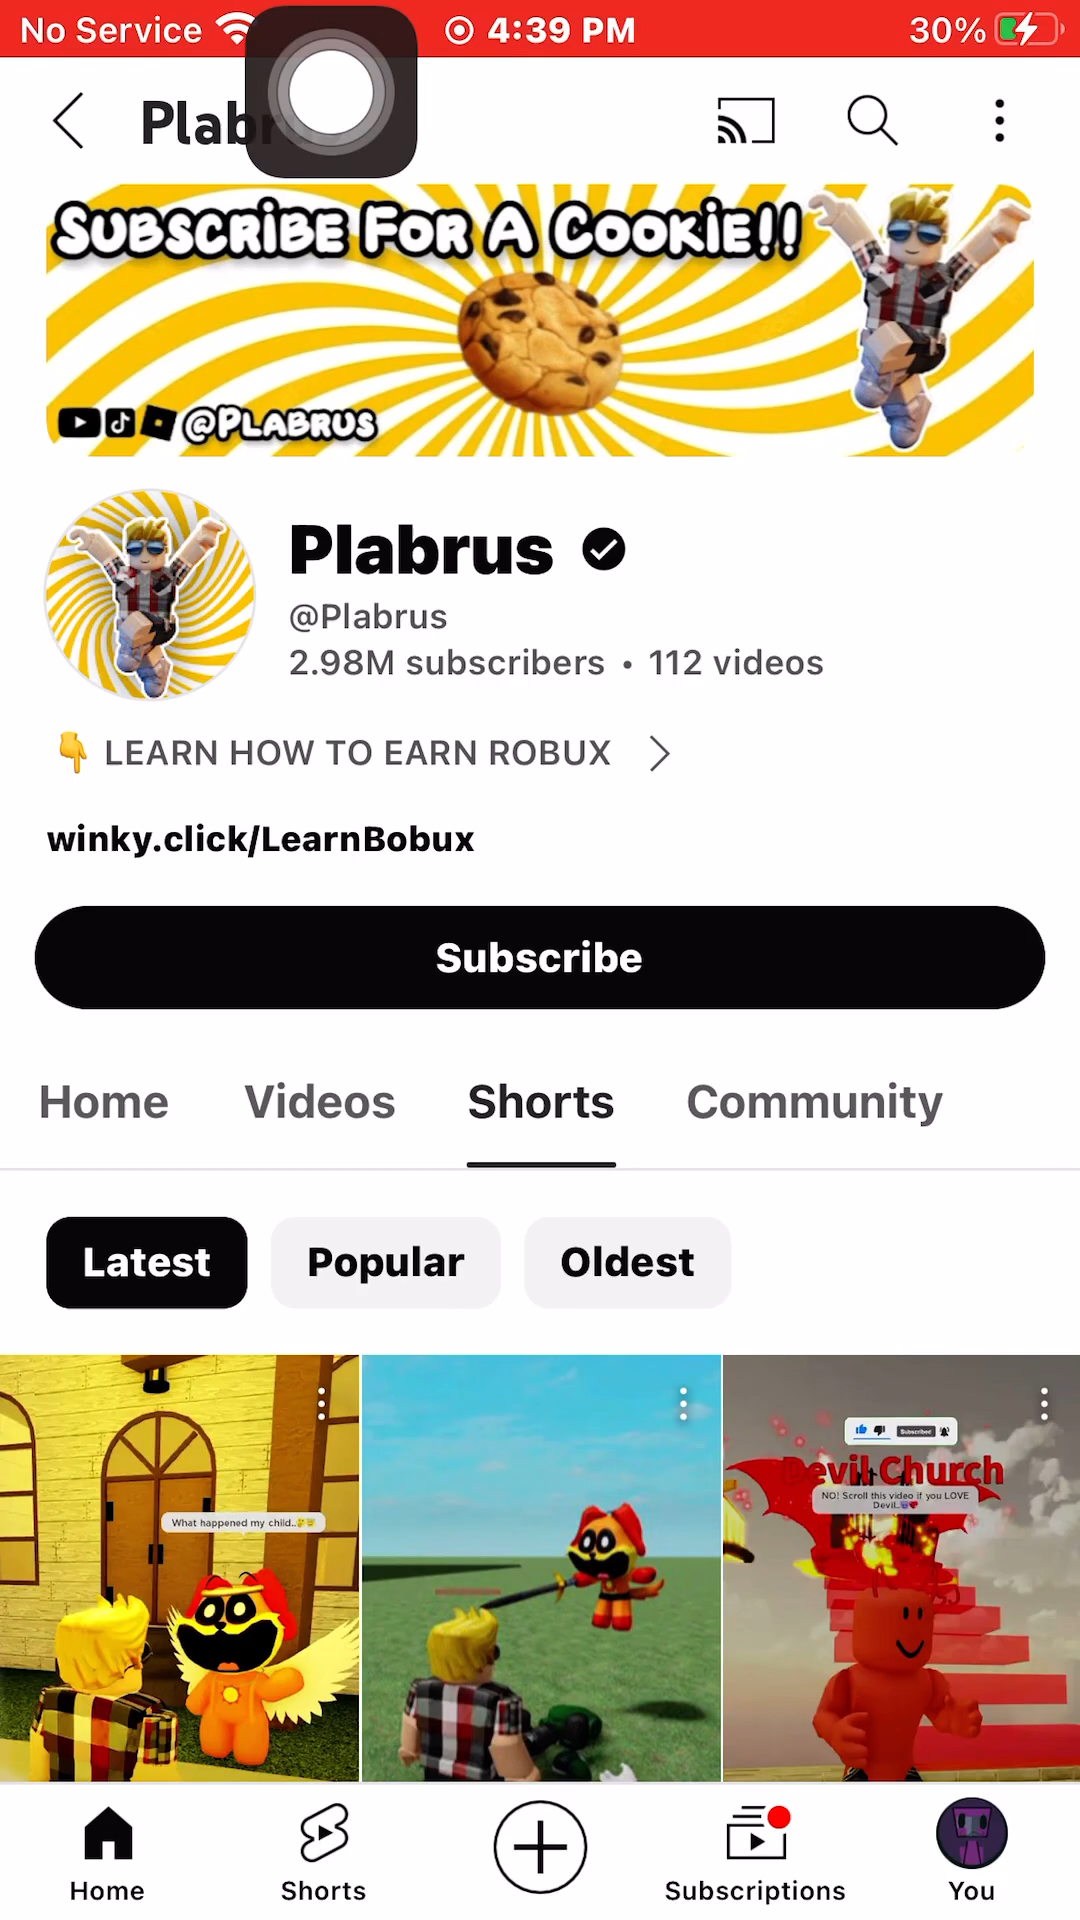 No Service
4:39 PM
30%
Plabrus
SUBSCRIBE FOR A COOKIE!!
@PLABRUS
Plabrus
@Plabrus
2.98M subscribers • 112 videos
👇 LEARN HOW TO EARN ROBUX
winky.click/LearnBobux
Subscribe
Home
Videos
Shorts
Community
Latest
Popular
Oldest
What happened my child..
Subscribed
Devil Church
NO! Scroll this video if you LOVE
Devil..
Home
Shorts
Subscriptions
You